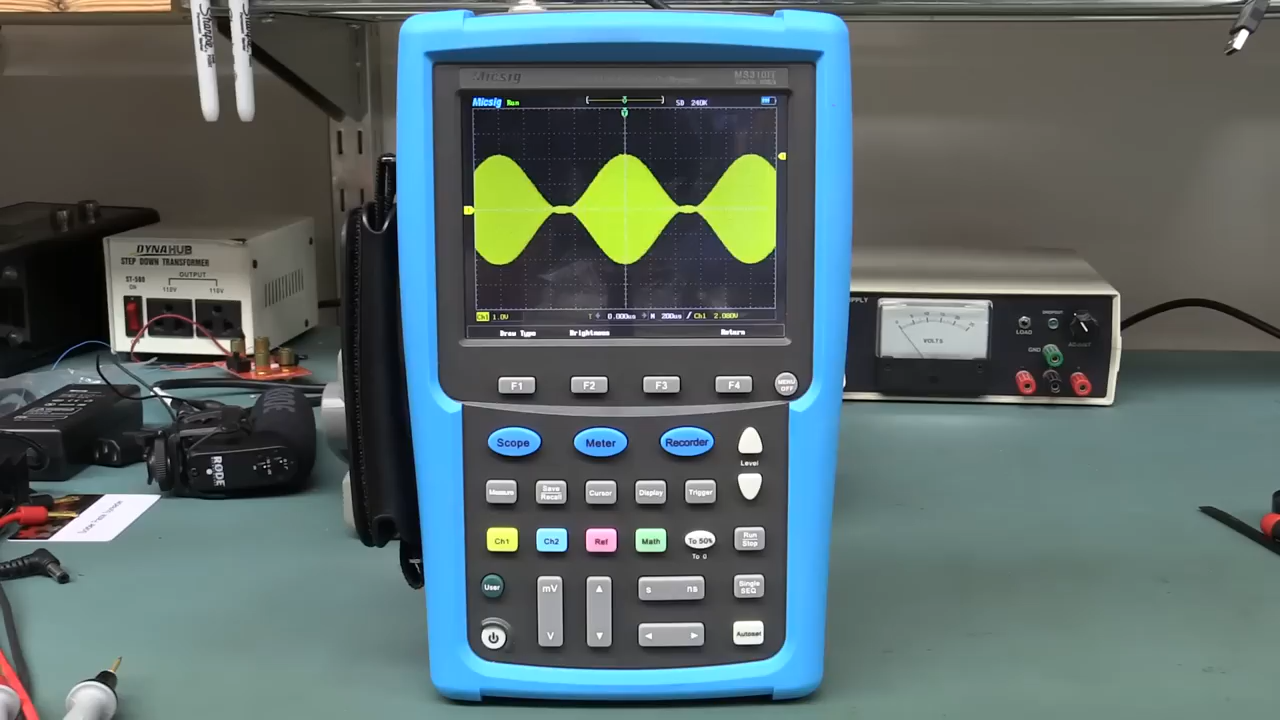 Sharpie
Micsig
MS310IT
Micsig Run
SD 240K
Ch1 1.0V
0.000us
M 200us
Ch1 2.080V
Draw Type
Brightness
Return
F1
F2
F3
F4
MENU
OFF
Scope
Meter
Recorder
Level
Measure
Save
Recall
Cursor
Display
Trigger
Ch1
Ch2
Ref
Math
To 50%
To 0
Run
Stop
User
mV
V
s
ns
Single
SEQ
Autoset
DYNAHUB
STEP DOWN TRANSFORMER
ST-500
OUTPUT
ON
110V
110V
RODE
VOLTS
LOAD
DROPOUT
GND
ADJUST